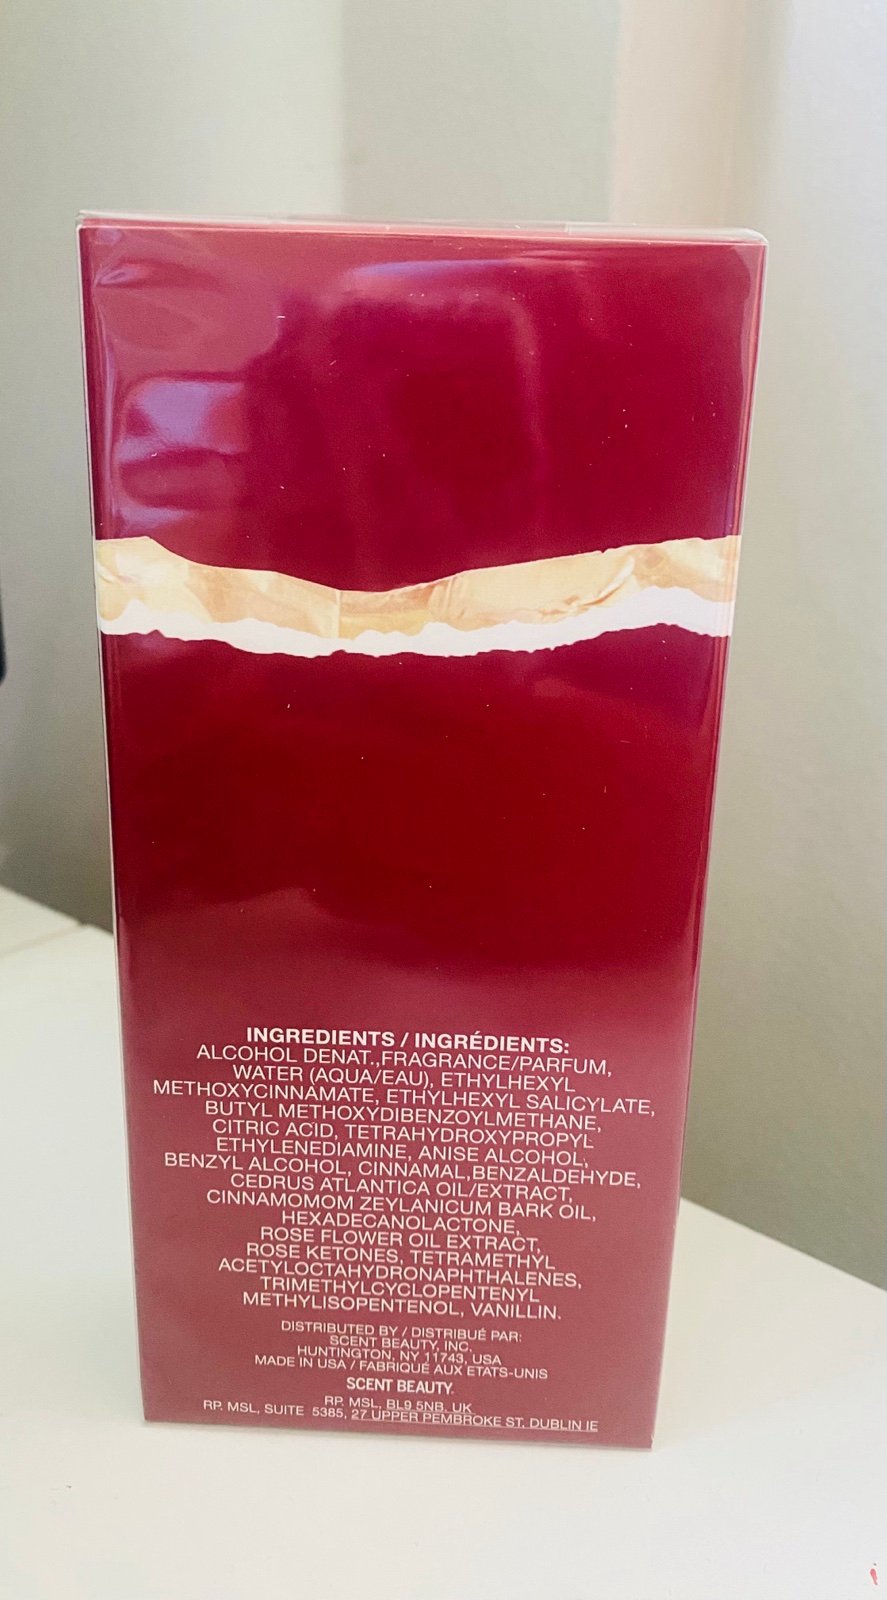 INGREDIENTS / INGRÉDIENTS:
ALCOHOL DENAT.,FRAGRANCE/PARFUM,
WATER (AQUA/EAU), ETHYLHEXYL
METHOXYCINNAMATE, ETHYLHEXYL SALICYLATE,
BUTYL METHOXYDIBENZOYLMETHANE,
CITRIC ACID, TETRAHYDROXYPROPYL
ETHYLENEDIAMINE, ANISE ALCOHOL,
BENZYL ALCOHOL, CINNAMAL,BENZALDEHYDE,
CEDRUS ATLANTICA OIL/EXTRACT,
CINNAMOMOM ZEYLANICUM BARK OIL,
HEXADECANOLACTONE,
ROSE FLOWER OIL EXTRACT,
ROSE KETONES, TETRAMETHYL
ACETYLOCTAHYDRONAPHTHALENES,
TRIMETHYLCYCLOPENTENYL
METHYLISOPENTENOL, VANILLIN.
DISTRIBUTED BY / DISTRIBUÉ PAR:
SCENT BEAUTY, INC.
HUNTINGTON, NY 11743, USA
MADE IN USA / FABRIQUÉ AUX ETATS-UNIS
SCENT BEAUTY.
RP. MSL, BL9 5NB. UK
RP. MSL, SUITE 5385, 27 UPPER PEMBROKE ST. DUBLIN IE